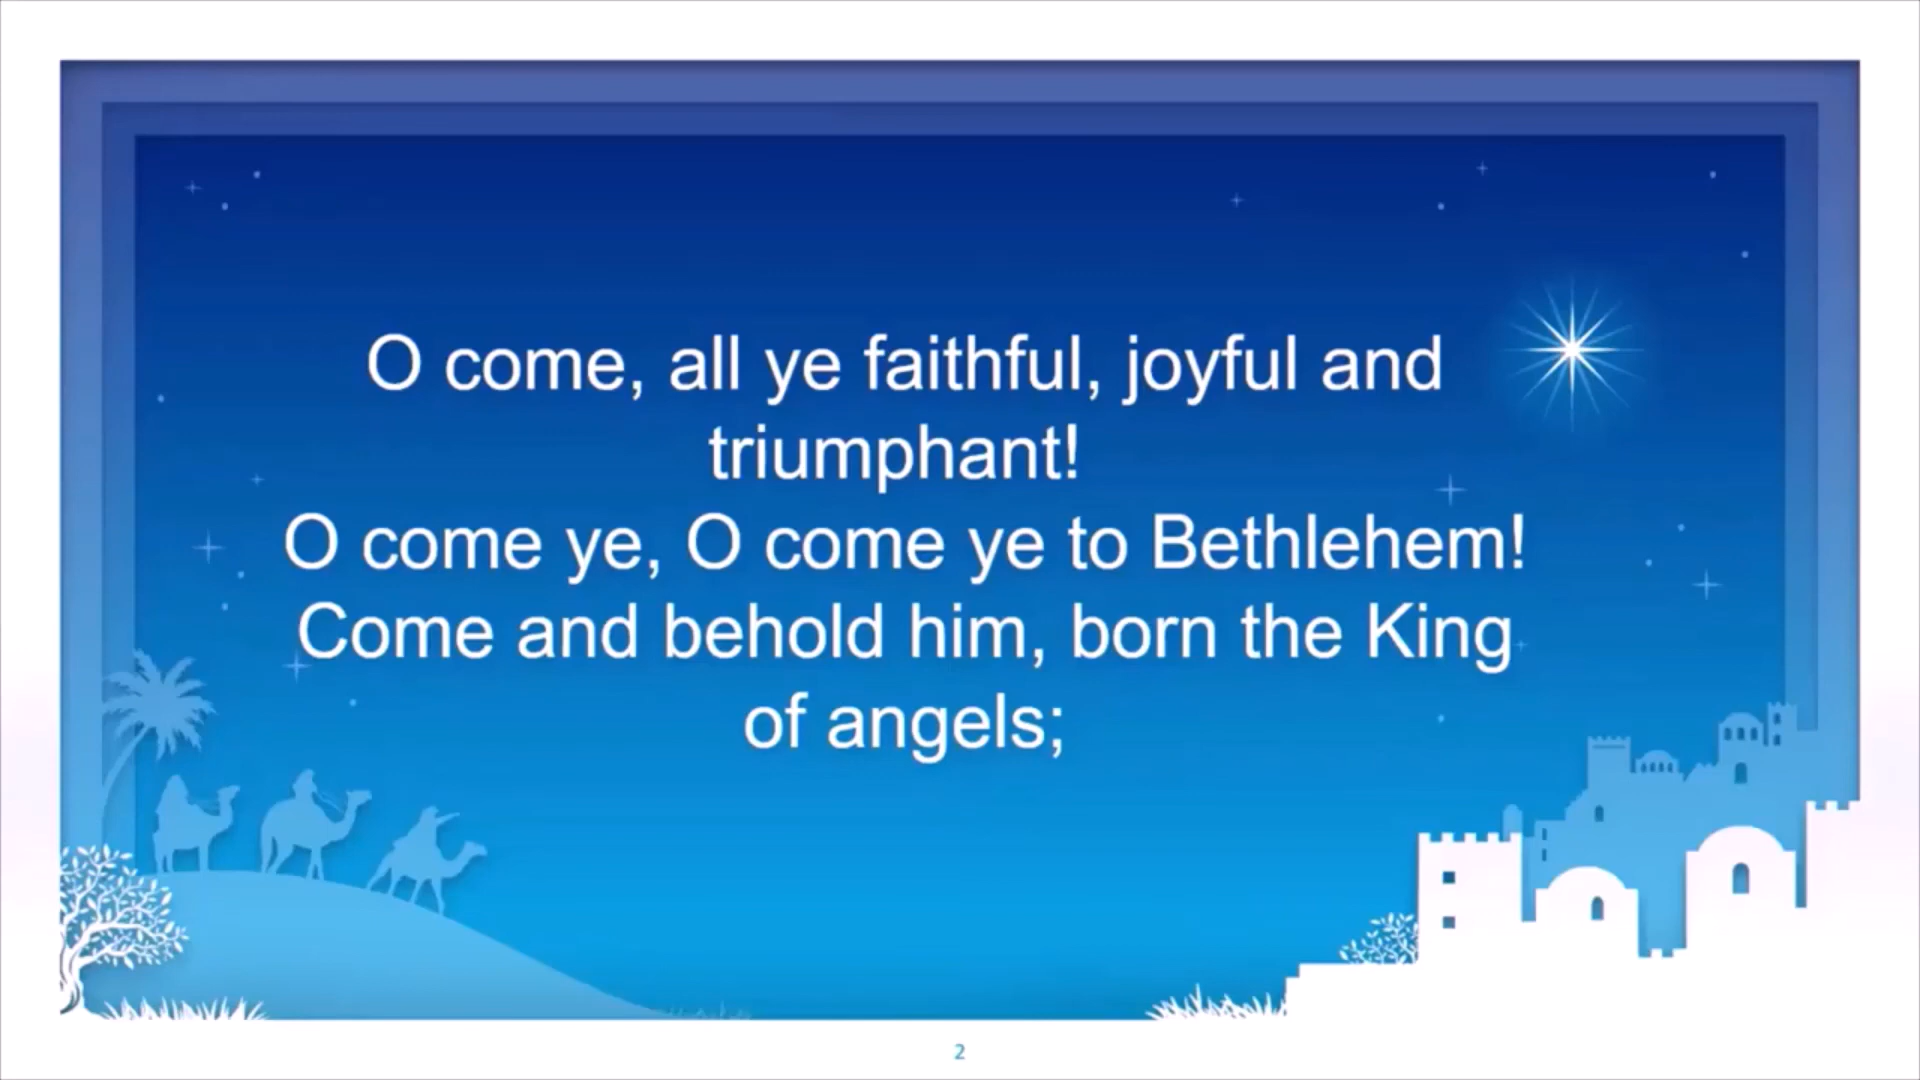 O come, all ye faithful, joyful and
triumphant!
O come ye, O come ye to Bethlehem!
Come and behold him, born the King
of angels;
2